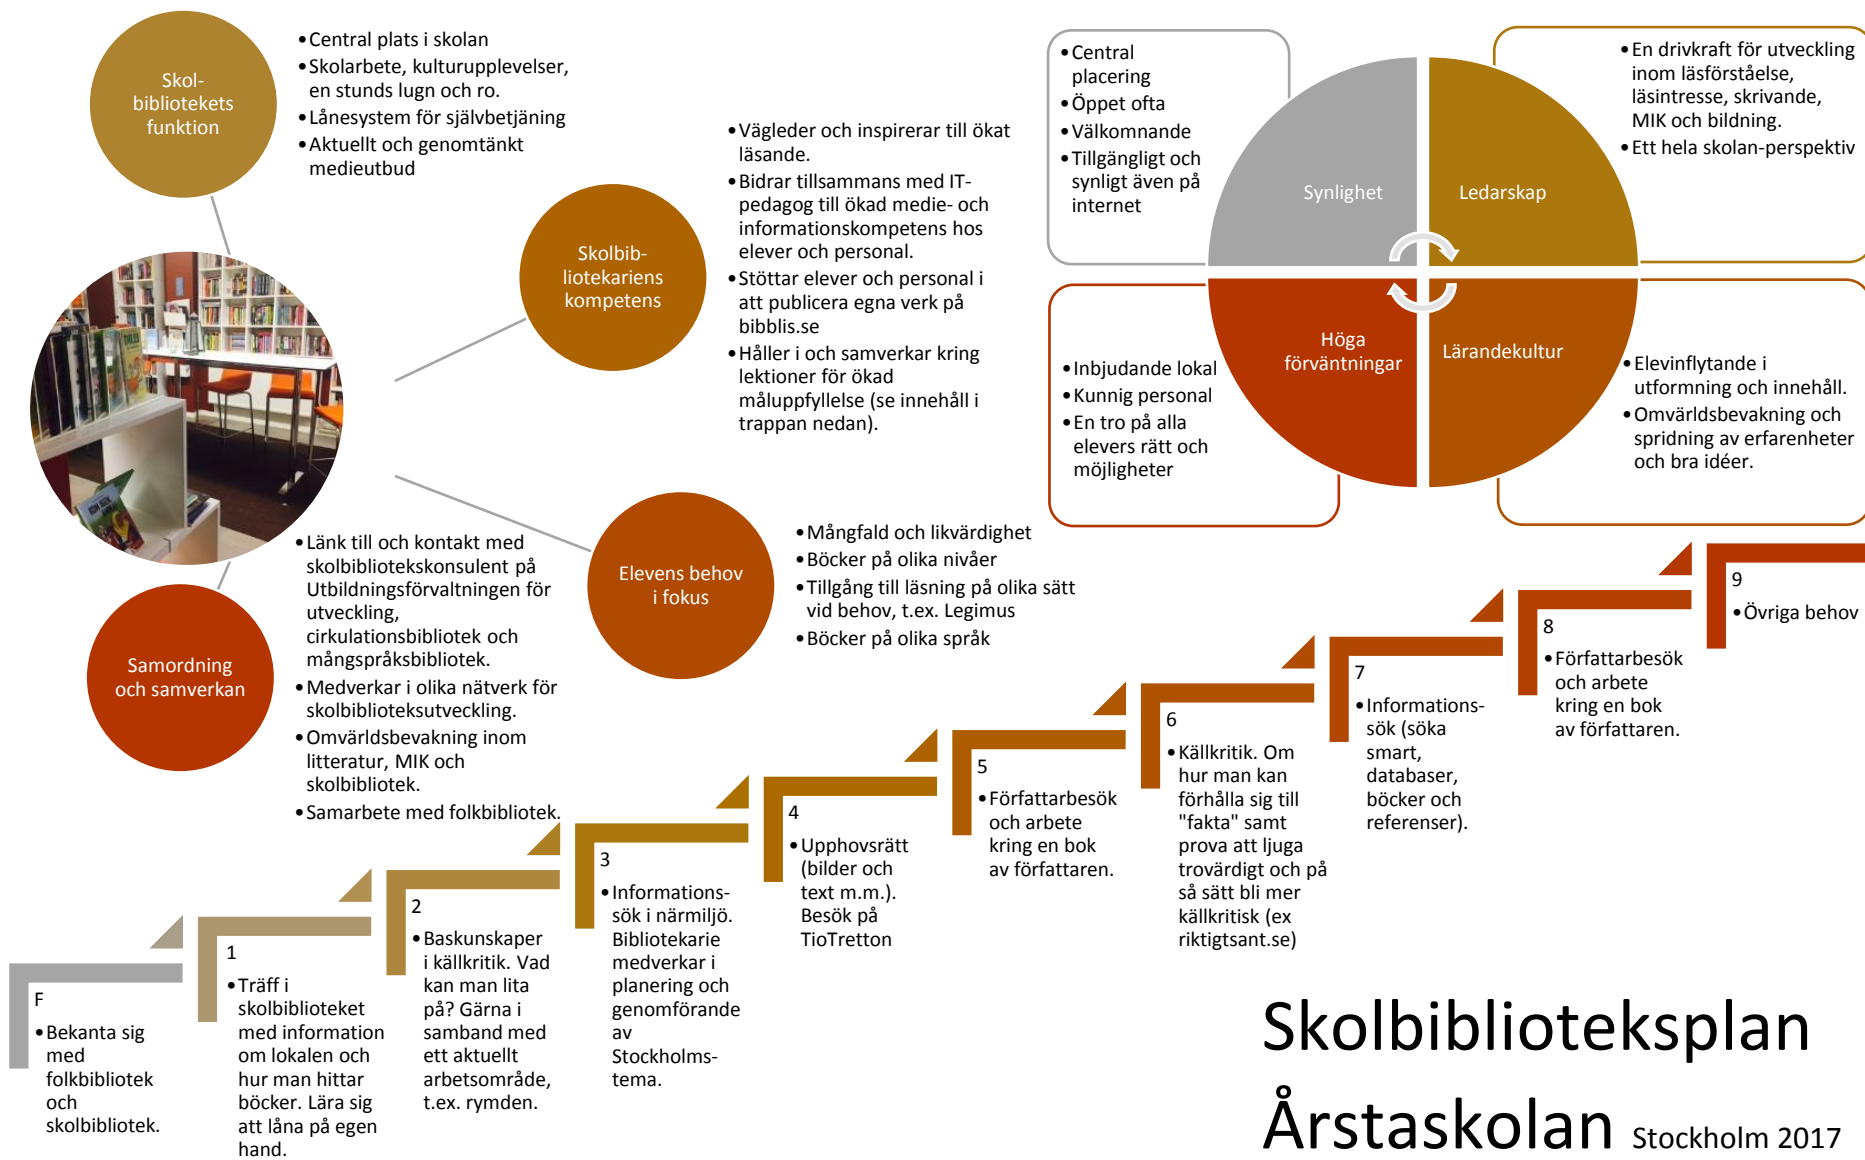 Skol-
bibliotekets
funktion
•Central plats i skolan
•Skolarbete, kulturupplevelser,
en stunds lugn och ro.
•Lånesystem för självbetjäning
•Aktuellt och genomtänkt
medieutbud
Skolbib-
liotekariens
kompetens
•Vägleder och inspirerar till ökat
läsande.
•Bidrar tillsammans med IT-
pedagog till ökad medie- och
informationskompetens hos
elever och personal.
•Stöttar elever och personal i
att publicera egna verk på
bibblis.se
•Håller i och samverkar kring
lektioner för ökad
måluppfyllelse (se innehåll i
trappan nedan).
Elevens behov
i fokus
•Mångfald och likvärdighet
•Böcker på olika nivåer
•Tillgång till läsning på olika sätt
vid behov, t.ex. Legimus
•Böcker på olika språk
Samordning
och samverkan
•Länk till och kontakt med
skolbibliotekskonsulent på
Utbildningsförvaltningen för
utveckling,
cirkulationsbibliotek och
mångspråksbibliotek.
•Medverkar i olika nätverk för
skolbiblioteksutveckling.
•Omvärldsbevakning inom
litteratur, MIK och
skolbibliotek.
•Samarbete med folkbibliotek.
•Central
placering
•Öppet ofta
•Välkomnande
•Tillgängligt och
synligt även på
internet
Synlighet
Ledarskap
•En drivkraft för utveckling
inom läsförståelse,
läsintresse, skrivande,
MIK och bildning.
•Ett hela skolan-perspektiv
•Inbjudande lokal
•Kunnig personal
•En tro på alla
elevers rätt och
möjligheter
Höga
förväntningar
Lärandekultur
•Elevinflytande i
utformning och innehåll.
•Omvärldsbevakning och
spridning av erfarenheter
och bra idéer.
F
•Bekanta sig
med
folkbibliotek
och
skolbibliotek.
1
•Träff i
skolbiblioteket
med information
om lokalen och
hur man hittar
böcker. Lära sig
att låna på egen
hand.
2
•Baskunskaper
i källkritik. Vad
kan man lita
på? Gärna i
samband med
ett aktuellt
arbetsområde,
t.ex. rymden.
3
•Informations-
sök i närmiljö.
Bibliotekarie
medverkar i
planering och
genomförande
av
Stockholms-
tema.
4
•Upphovsrätt
(bilder och
text m.m.).
Besök på
TioTretton
5
•Författarbesök
och arbete
kring en bok
av författaren.
6
•Källkritik. Om
hur man kan
förhålla sig till
"fakta" samt
prova att ljuga
trovärdigt och på
så sätt bli mer
källkritisk (ex
riktigtsant.se)
7
•Informations-
sök (söka
smart,
databaser,
böcker och
referenser).
8
•Författarbesök
och arbete
kring en bok
av författaren.
9
•Övriga behov
Skolbiblioteksplan
Årstaskolan Stockholm 2017